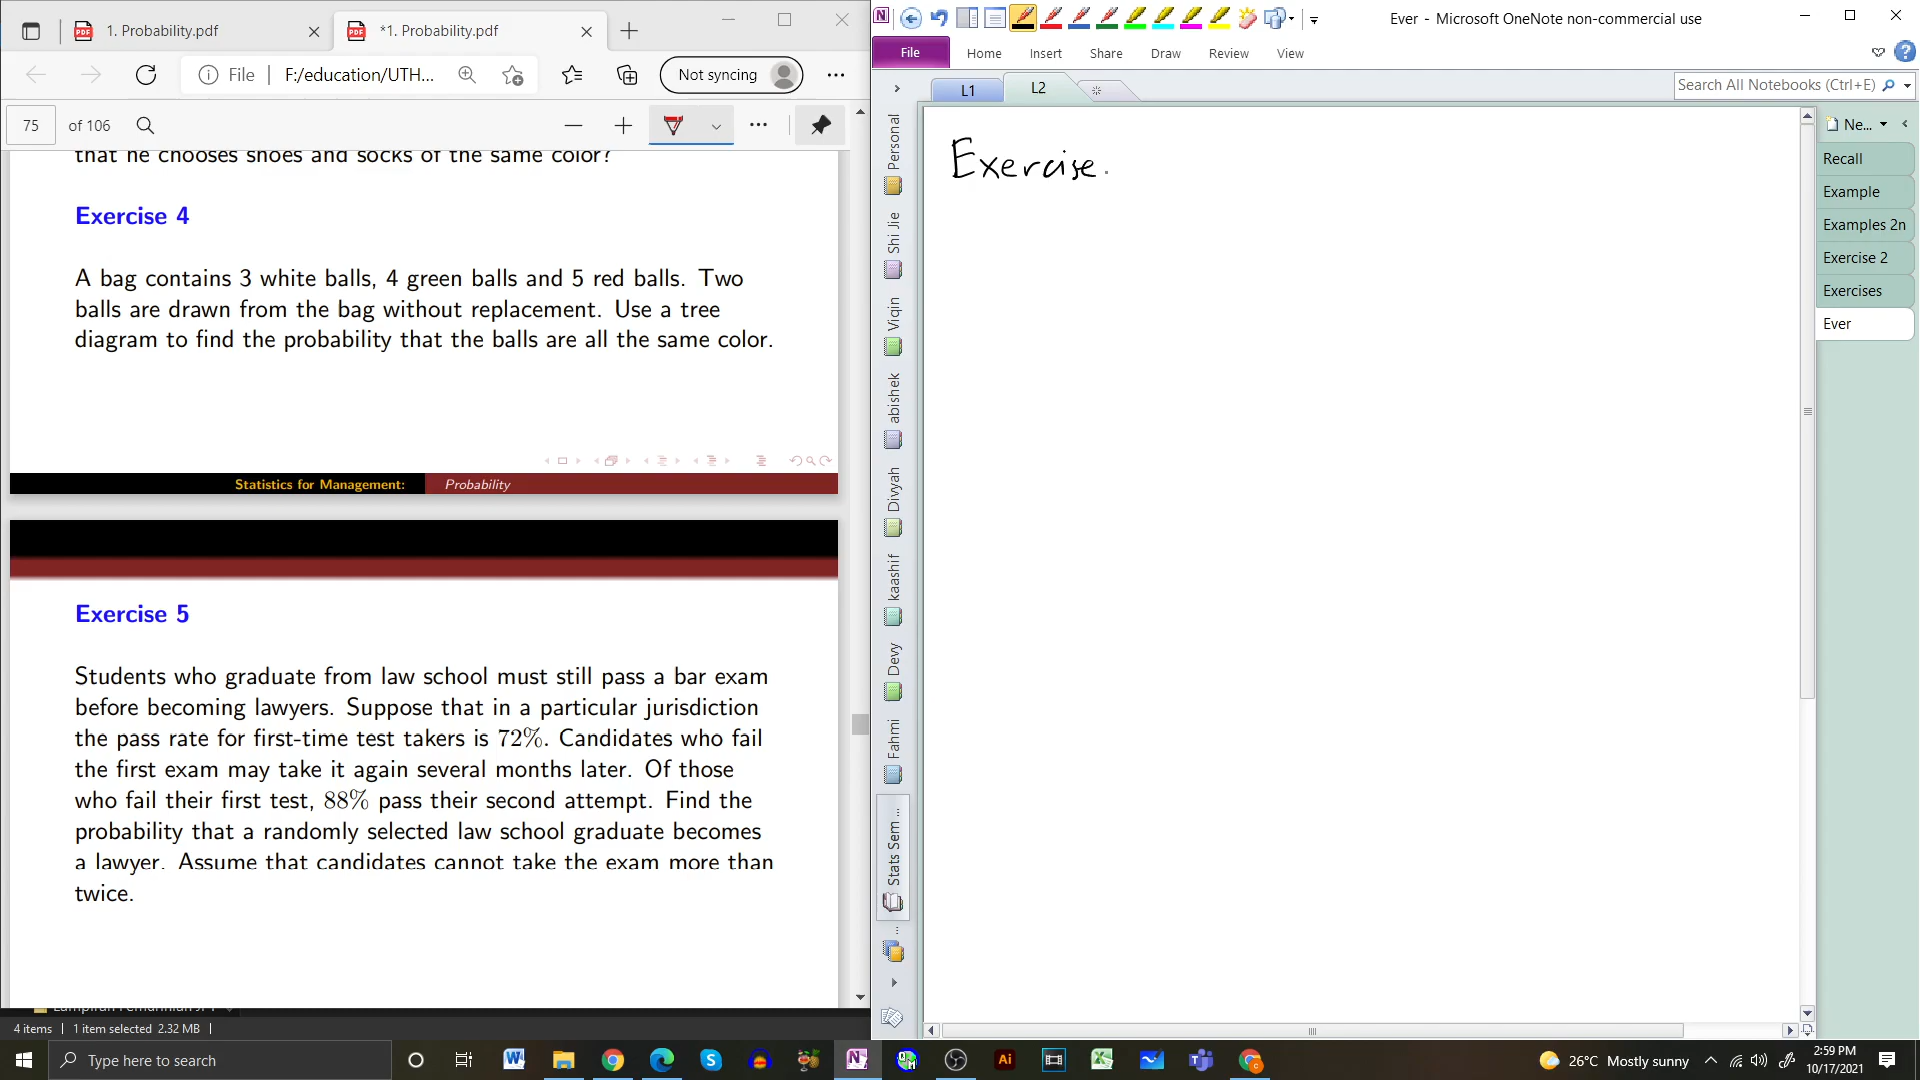 1. Probability.pdf
*1. Probability.pdf
File
F:/education/UTH...
Not syncing
75
of 106
that he chooses shoes and socks of the same color?
Exercise 4
A bag contains 3 white balls, 4 green balls and 5 red balls. Two
balls are drawn from the bag without replacement. Use a tree
diagram to find the probability that the balls are all the same color.
Statistics for Management:
Probability
Exercise 5
Students who graduate from law school must still pass a bar exam
before becoming lawyers. Suppose that in a particular jurisdiction
the pass rate for first-time test takers is 72%. Candidates who fail
the first exam may take it again several months later. Of those
who fail their first test, 88% pass their second attempt. Find the
probability that a randomly selected law school graduate becomes
a lawyer. Assume that candidates cannot take the exam more than
twice.
4 items
1 item selected 2.32 MB
Ever - Microsoft OneNote non-commercial use
File
Home
Insert
Share
Draw
Review
View
L1
L2
Search All Notebooks (Ctrl+E)
Personal
Shi Jie
Viqin
abishek
Divyah
kaashif
Devy
Fahmi
Stats Sem ...
Exercise.
Ne...
Recall
Example
Examples 2n
Exercise 2
Exercises
Ever
Type here to search
26°C Mostly sunny
2:59 PM
10/17/2021